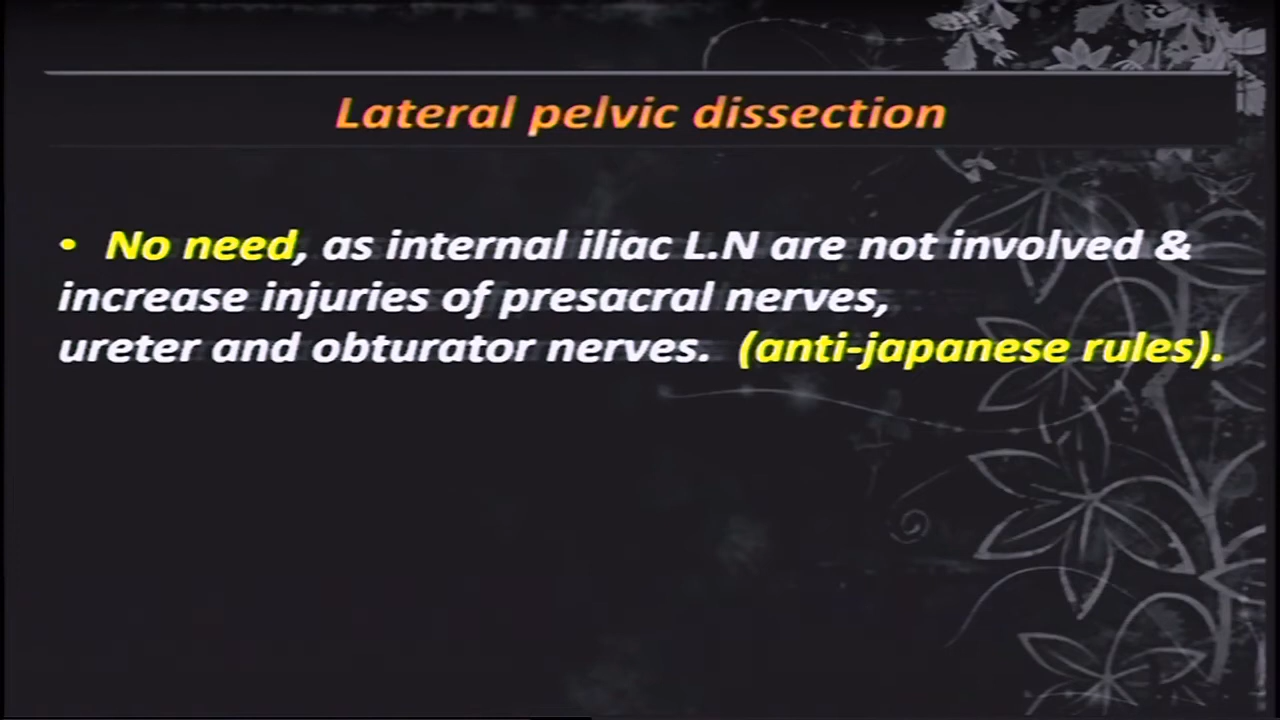 Lateral pelvic dissection
• No need, as internal iliac L.N are not involved &
increase injuries of presacral nerves,
ureter and obturator nerves. (anti-japanese rules).